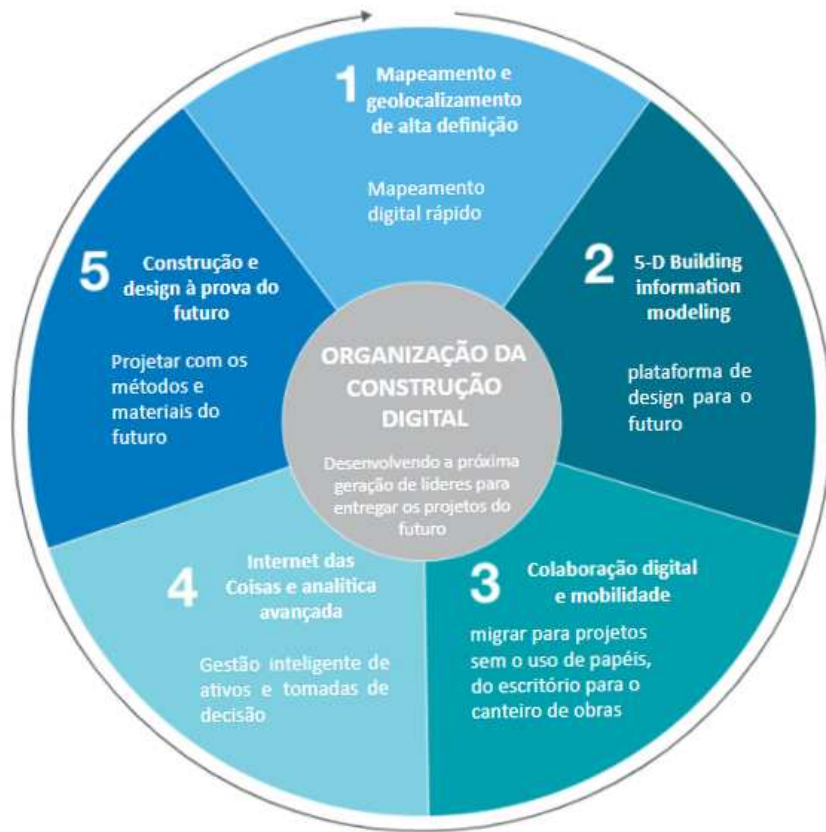 1
Mapeamento e
geolocalizamento
de alta definição
Mapeamento
digital rápido
2
5-D Building
information
modeling
plataforma de
design para o
futuro
3
Colaboração digital
e mobilidade
migrar para projetos
sem o uso de papéis,
do escritório para o
canteiro de obras
4
Internet das
Coisas e analítica
avançada
Gestão inteligente de
ativos e tomadas de
decisão
5
Construção e
design à prova do
futuro
Projetar com os
métodos e
materiais do
futuro
ORGANIZAÇÃO DA
CONSTRUÇÃO
DIGITAL
Desenvolvendo a próxima
geração de líderes para
entregar os projetos do
futuro